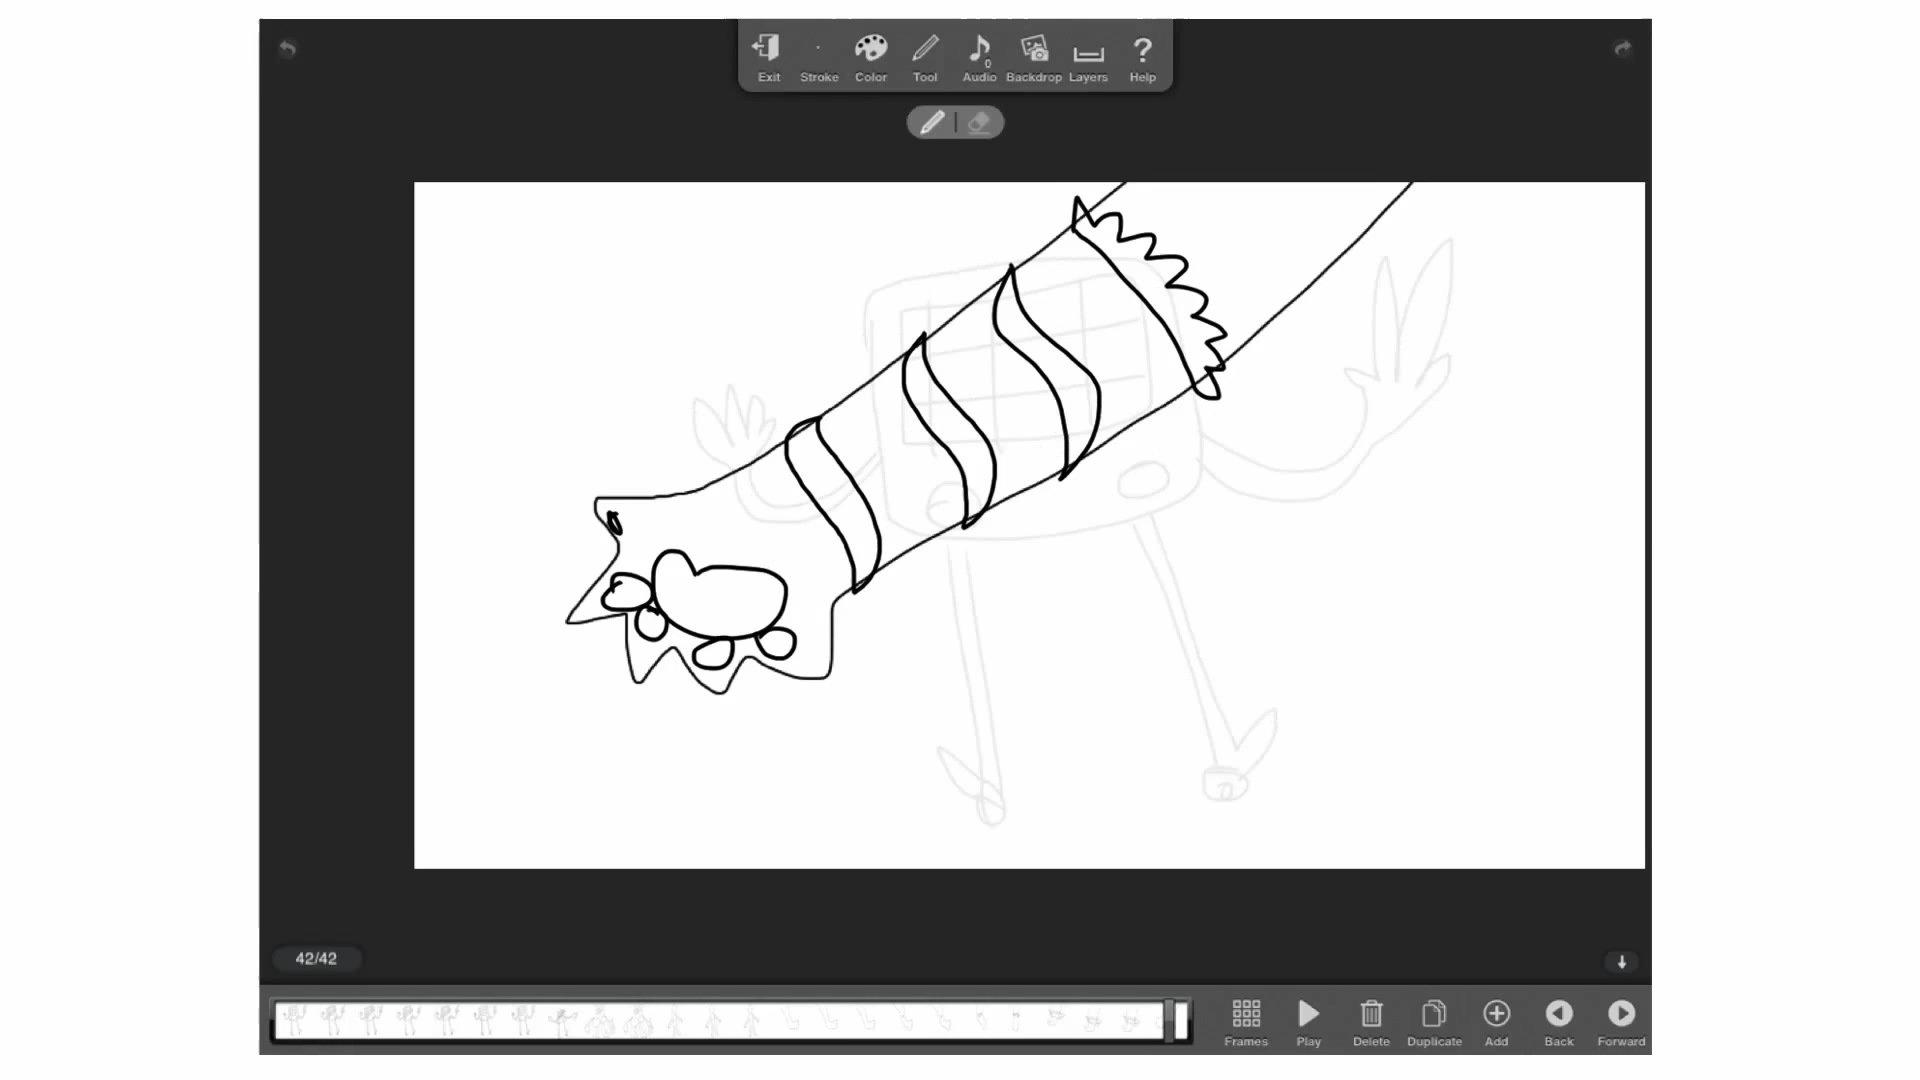 Exit Stroke Color Tool Audio Backdrop Layers Help
0
42/42
Frames Play Delete Duplicate Add Back Forward